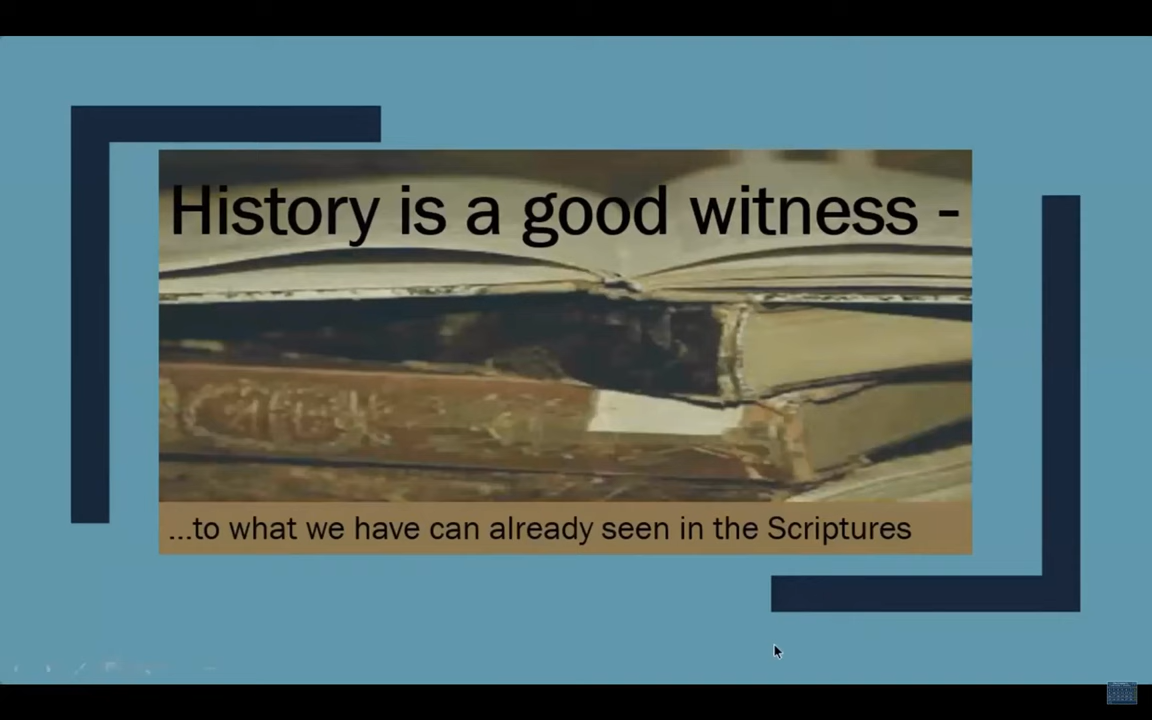 History is a good witness -
...to what we have can already seen in the Scriptures